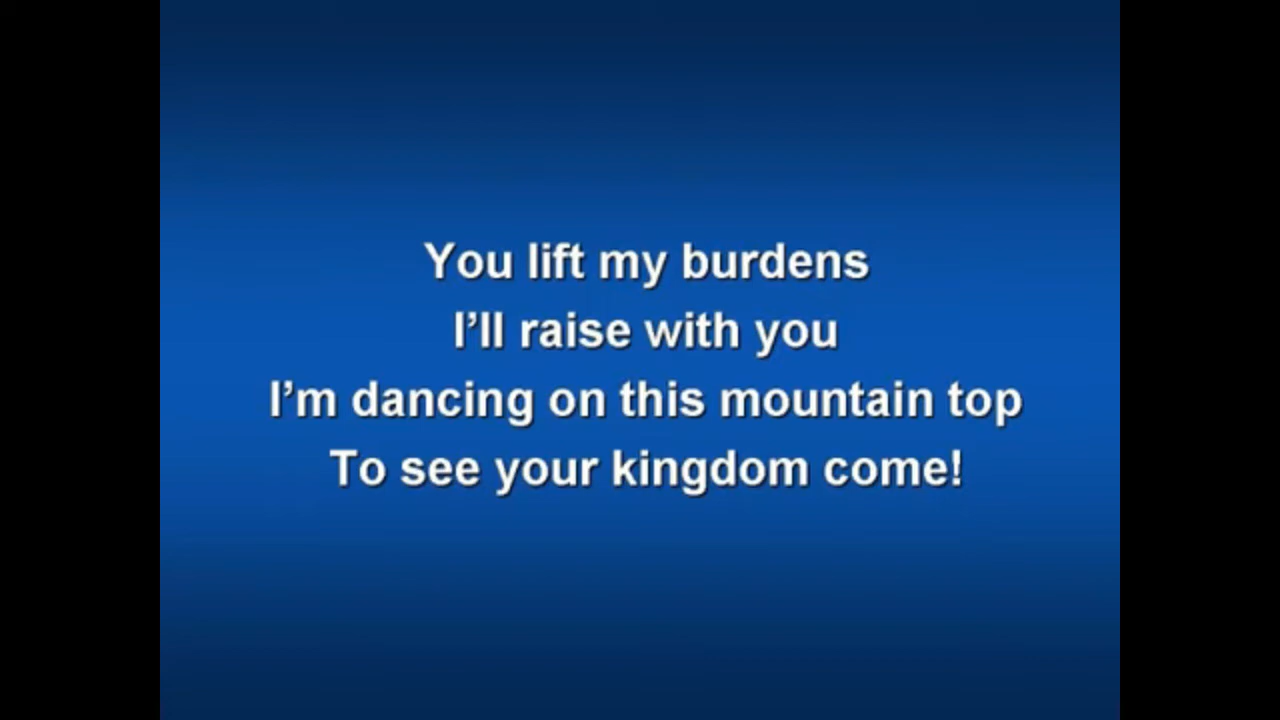 You lift my burdens
I’ll raise with you
I’m dancing on this mountain top
To see your kingdom come!